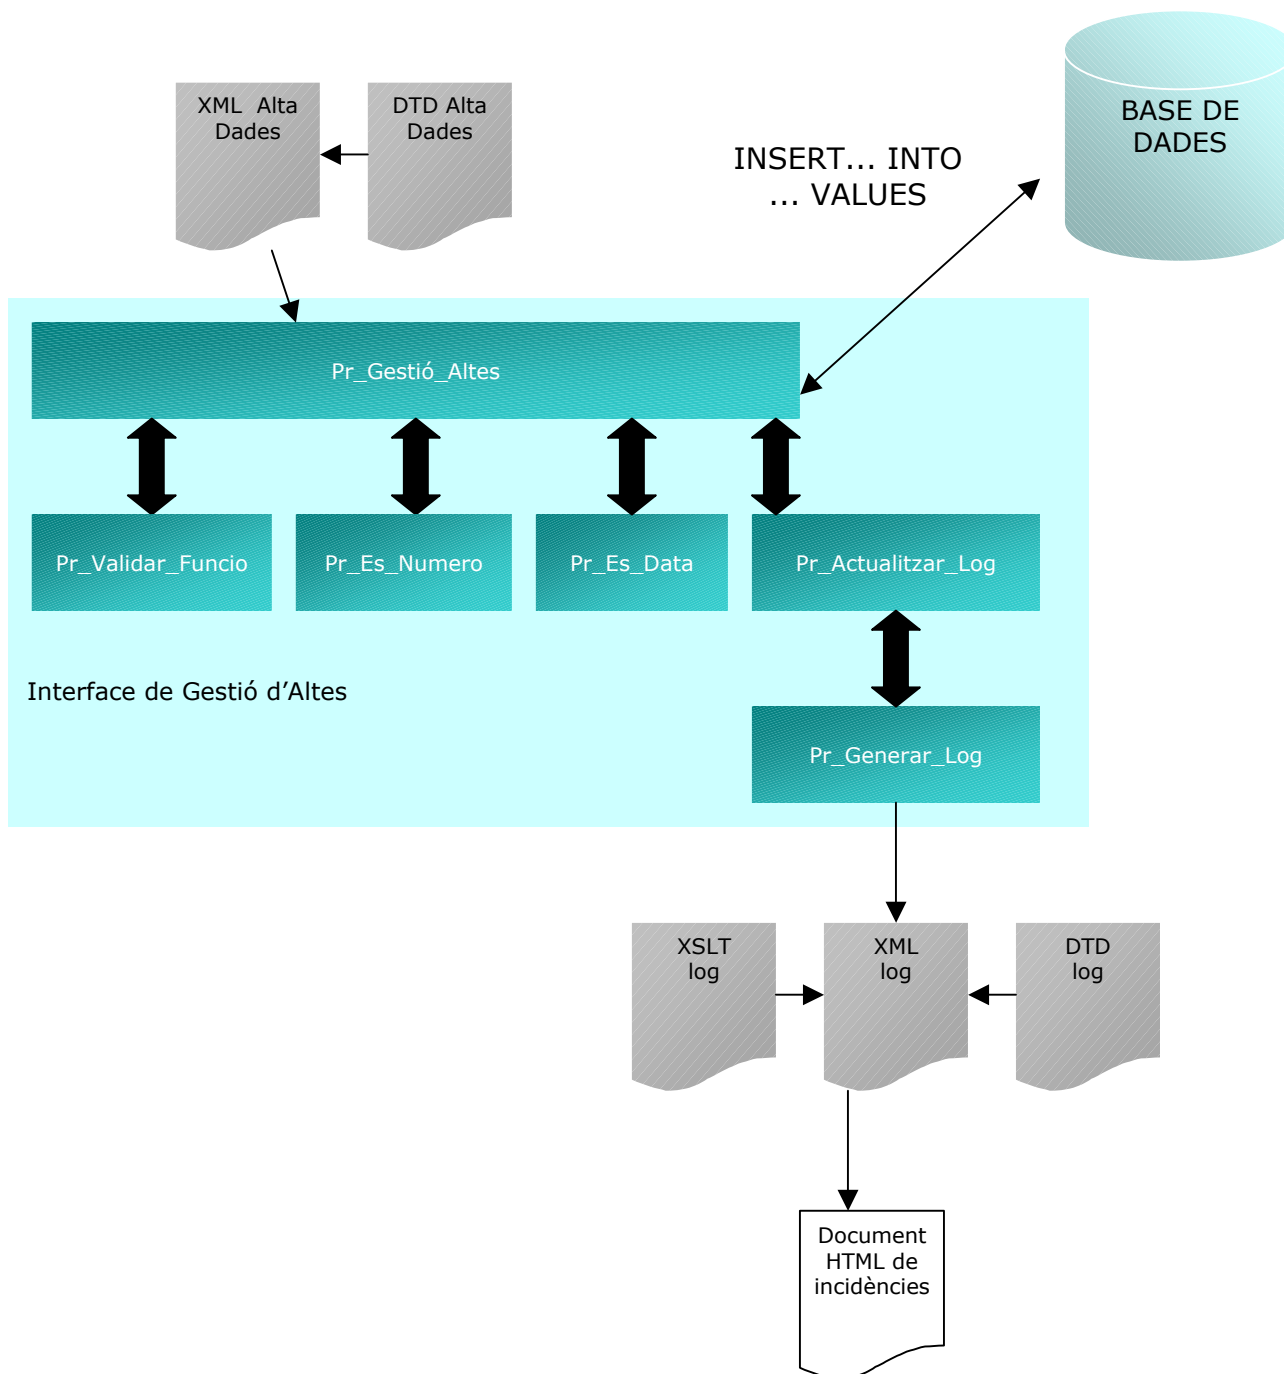 XML Alta
Dades
DTD Alta
Dades
BASE DE
DADES
INSERT... INTO
... VALUES
Pr_Gestió_Altes
Pr_Validar_Funcio
Pr_Es_Numero
Pr_Es_Data
Pr_Actualitzar_Log
Interface de Gestió d’Altes
Pr_Generar_Log
XSLT
log
XML
log
DTD
log
Document
HTML de
incidències